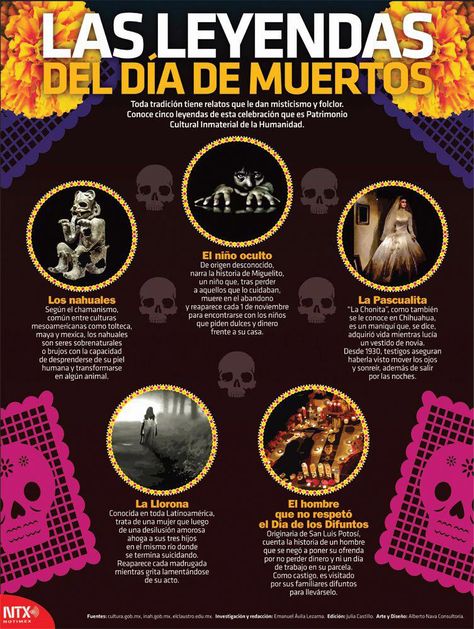 LAS LEYENDAS
DEL DÍA DE MUERTOS
Toda tradición tiene relatos que le dan misticismo y folclor.
Conoce cinco leyendas de esta celebración que es Patrimonio
Cultural Inmaterial de la Humanidad.
El niño oculto
De origen desconocido,
narra la historia de Miguelito,
un niño que, tras perder
a aquellos que lo cuidaban,
muere en el abandono
y reaparece cada 1 de noviembre
para encontrarse con los niños
que piden dulces y dinero
frente a su casa.
Los nahuales
Según el chamanismo,
común entre culturas
mesoamericanas como tolteca,
maya y mexica, los nahuales
son seres sobrenaturales
o brujos con la capacidad
de desprenderse de su piel
humana y transformarse
en algún animal.
La Pascualita
"La Chonita", como también
se le conoce en Chihuahua,
es un maniquí que, se dice,
adquirió vida mientras lucía
un vestido de novia.
Desde 1930, testigos aseguran
haberla visto mover los ojos
y sonreír, además de salir
por las noches.
La Llorona
Conocida en toda Latinoamérica,
trata de una mujer que luego
de una desilusión amorosa
ahoga a sus tres hijos
en el mismo río donde
se termina suicidando.
Reaparece cada madrugada
mientras grita lamentándose
de su acto.
El hombre
que no respetó
el Día de los Difuntos
Originaria de San Luis Potosí,
cuenta la historia de un hombre
que se negó a poner su ofrenda
por no perder dinero y ni un día
de trabajo en su parcela.
Como castigo, es visitado
por sus familiares difuntos
para llevárselo.
NTX
NOTIMEX
Fuentes: cultura.gob.mx, inah.gob.mx, elclaustro.edu.mx. Investigación y redacción: Emanuel Ávila Lezama. Edición: Julia Castillo. Arte y Diseño: Alberto Nava Consultoría.